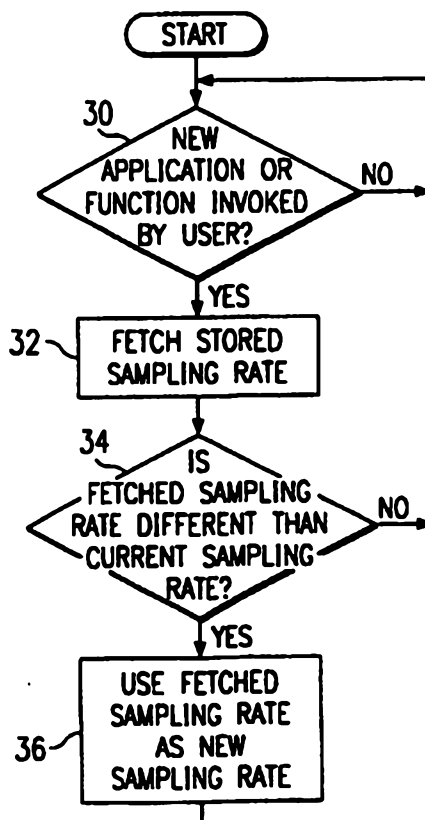 START
30
NEW
APPLICATION OR
FUNCTION INVOKED
BY USER?
NO
YES
32
FETCH STORED
SAMPLING RATE
34
IS
FETCHED SAMPLING
RATE DIFFERENT THAN
CURRENT SAMPLING
RATE?
NO
YES
36
USE FETCHED
SAMPLING RATE
AS NEW
SAMPLING RATE